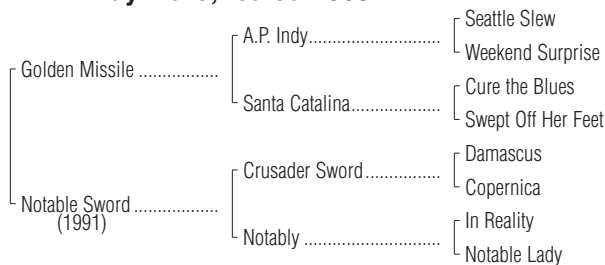 Seattle Slew
A.P. Indy
Weekend Surprise
Golden Missile
Cure the Blues
Santa Catalina
Swept Off Her Feet
Damascus
Crusader Sword
Copernica
Notable Sword
(1991)
In Reality
Notably
Notable Lady